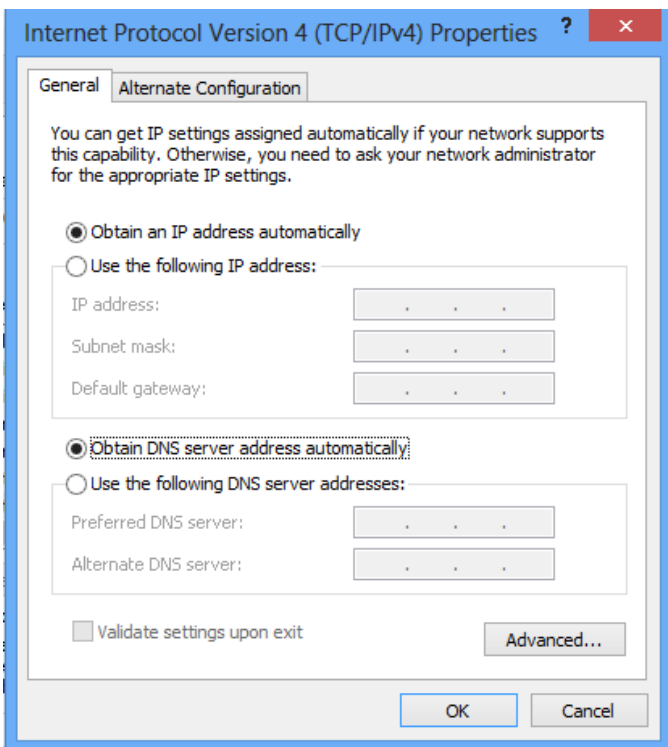 Internet Protocol Version 4 (TCP/IPv4) Properties ? x
General Alternate Configuration
You can get IP settings assigned automatically if your network supports
this capability. Otherwise, you need to ask your network administrator
for the appropriate IP settings.
Obtain an IP address automatically
Use the following IP address:
IP address: . . .
Subnet mask: . . .
Default gateway: . . .
Obtain DNS server address automatically
Use the following DNS server addresses:
Preferred DNS server: . . .
Alternate DNS server: . . .
Validate settings upon exit
Advanced...
OK Cancel